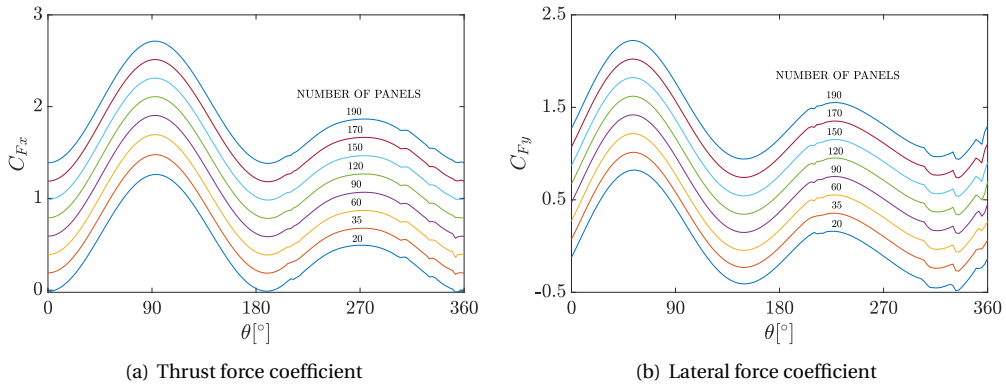 3
2
1
0
C_{Fx}
NUMBER OF PANELS
190
170
150
120
90
60
35
20
0 90 180 270 360
θ[°]
(a) Thrust force coefficient
2.5
1.5
0.5
-0.5
C_{Fy}
NUMBER OF PANELS
190
170
150
120
90
60
35
20
0 90 180 270 360
θ[°]
(b) Lateral force coefficient